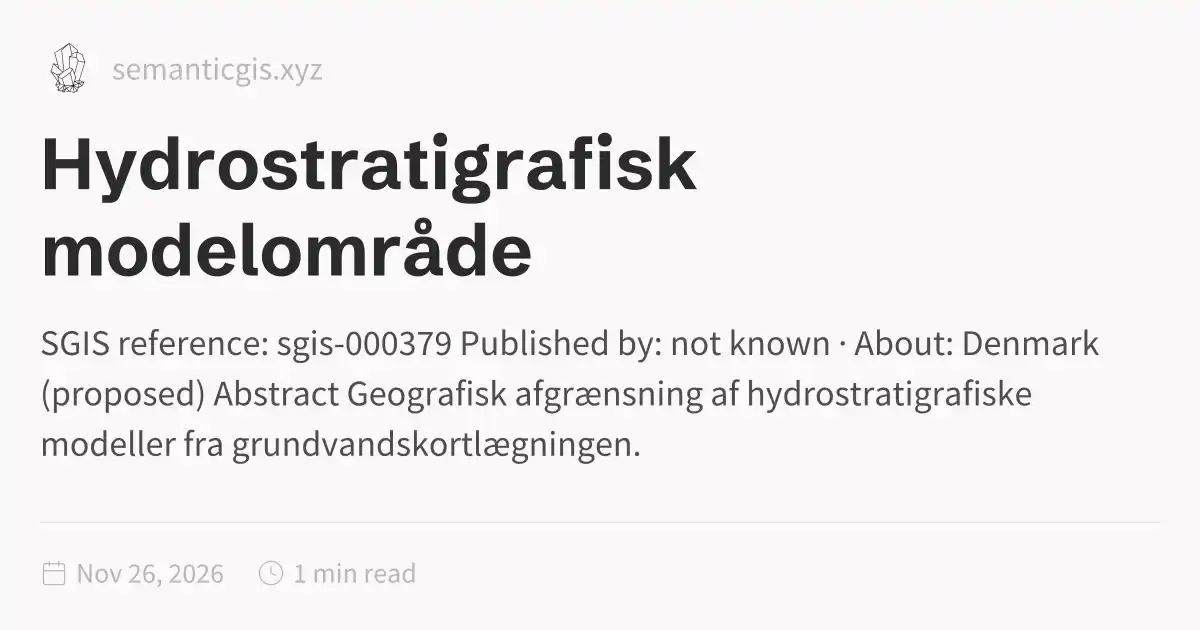 semanticgis.xyz
Hydrostratigrafisk
modelområde
SGIS reference: sgis-000379 Published by: not known · About: Denmark
(proposed) Abstract Geografisk afgrænsning af hydrostratigrafiske
modeller fra grundvandskortlægningen.
Nov 26, 2026 1 min read